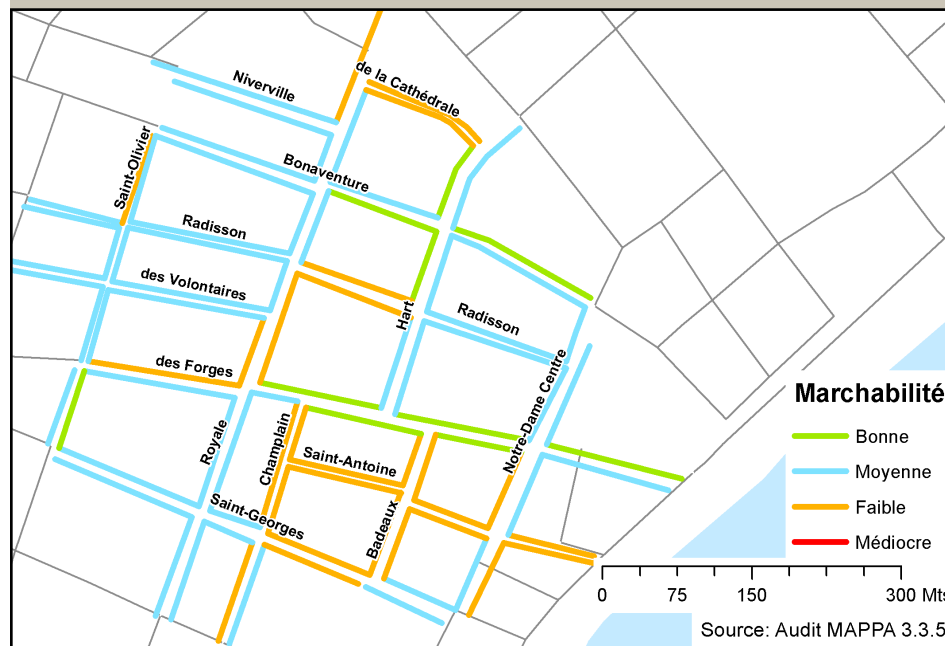 de la Cathédrale
Niverville
Saint-Olivier
Bonaventure
Radisson
des Volontaires
Hart
Radisson
des Forges
Notre-Dame Centre
Royale
Champlain
Saint-Antoine
Saint-Georges
Badeaux
Marchabilité
Bonne
Moyenne
Faible
Médiocre
0 75 150 300 Mts
Source: Audit MAPPA 3.3.5